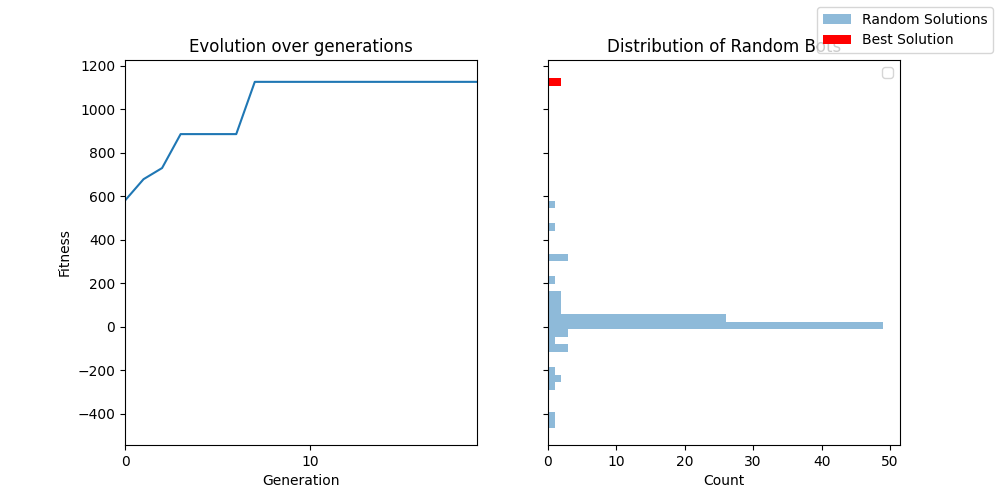 Random Solutions
Best Solution
Evolution over generations
Distribution of Random Bots
1200
1000
800
600
400
200
0
−200
−400
Fitness
0
10
Generation
0
10
20
30
40
50
Count